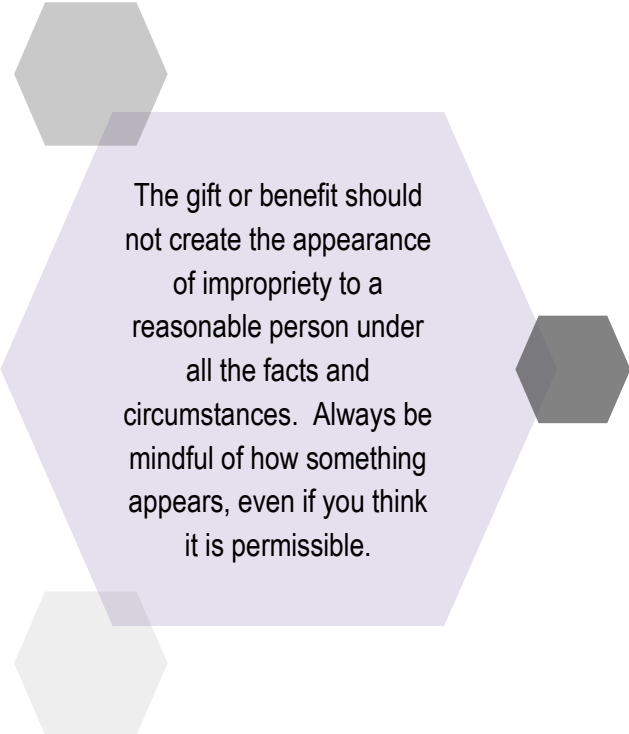 The gift or benefit should
not create the appearance
of impropriety to a
reasonable person under
all the facts and
circumstances.  Always be
mindful of how something
appears, even if you think
it is permissible.